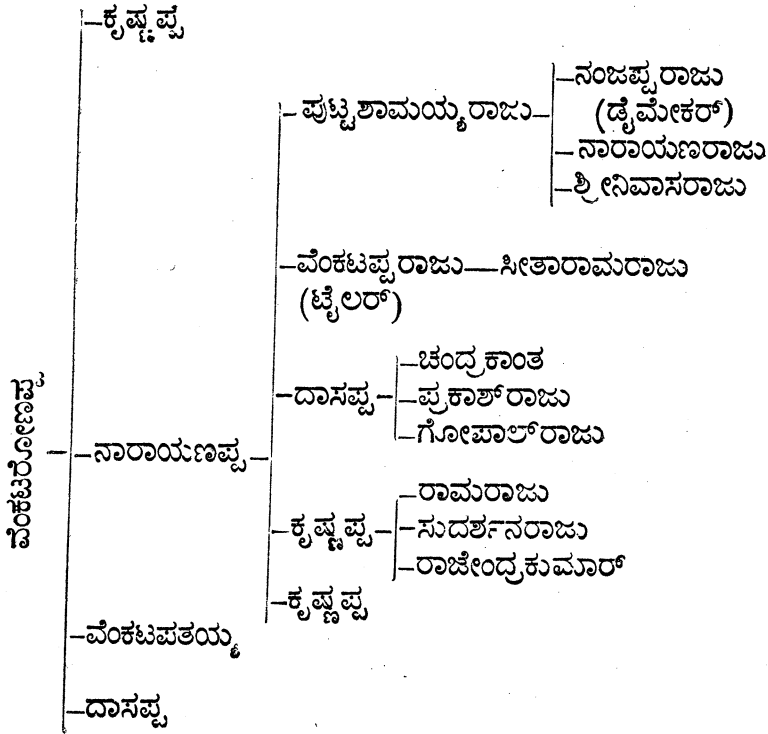 ಕೃಷ್ಣಪ್ಪ
ಪುಟ್ಟಶಾಮಯ್ಯರಾಜು
ನಂಜಪ್ಪರಾಜು
(ಡೈಮೇಕರ್)
ನಾರಾಯಣರಾಜು
ಶ್ರೀನಿವಾಸರಾಜು
ವೆಂಕಟಪ್ಪರಾಜು—ಸೀತಾರಾಮರಾಜು
(ಟೈಲರ್)
ದಾಸಪ್ಪ
ಚಂದ್ರಕಾಂತ
ಪ್ರಕಾಶ್‌ರಾಜು
ಗೋಪಾಲ್‌ರಾಜು
ವೆಂಕಟರೋಣಪ್ಪ
ನಾರಾಯಣಪ್ಪ
ಕೃಷ್ಣಪ್ಪ
ರಾಮರಾಜು
ಸುದರ್ಶನರಾಜು
ರಾಜೇಂದ್ರಕುಮಾರ್
ಕೃಷ್ಣಪ್ಪ
ವೆಂಕಟಪತಯ್ಯ
ದಾಸಪ್ಪ